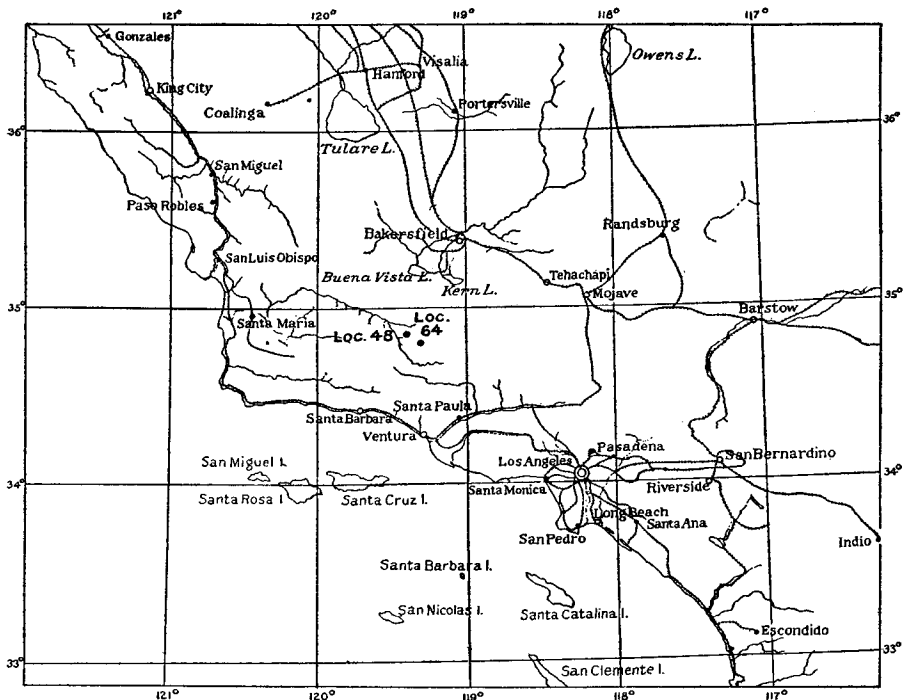 121° 120° 119° 118° 117°
Gonzales
Visalia
Owens L.
Hanford
King City
Coalinga
Portersville
36° 36°
Tulare L.
San Miguel
Paso Robles
Randsburg
Bakersfield
San Luis Obispo
Buena Vista L.
Tehachapi
Kern L.
Mojave
35° 35°
Barstow
Santa Maria
LOC. 48
LOC.
64
Santa Paula
Santa Barbara
Ventura
Pasadena
San Bernardino
San Miguel I.
Los Angeles
34° 34°
Santa Rosa I.
Santa Cruz I.
Santa Monica
Riverside
Long Beach
Santa Ana
San Pedro
Indio
Santa Barbara I.
San Nicolas I.
Santa Catalina I.
Escondido
33° 33°
San Clemente I.
121° 120° 119° 118° 117°